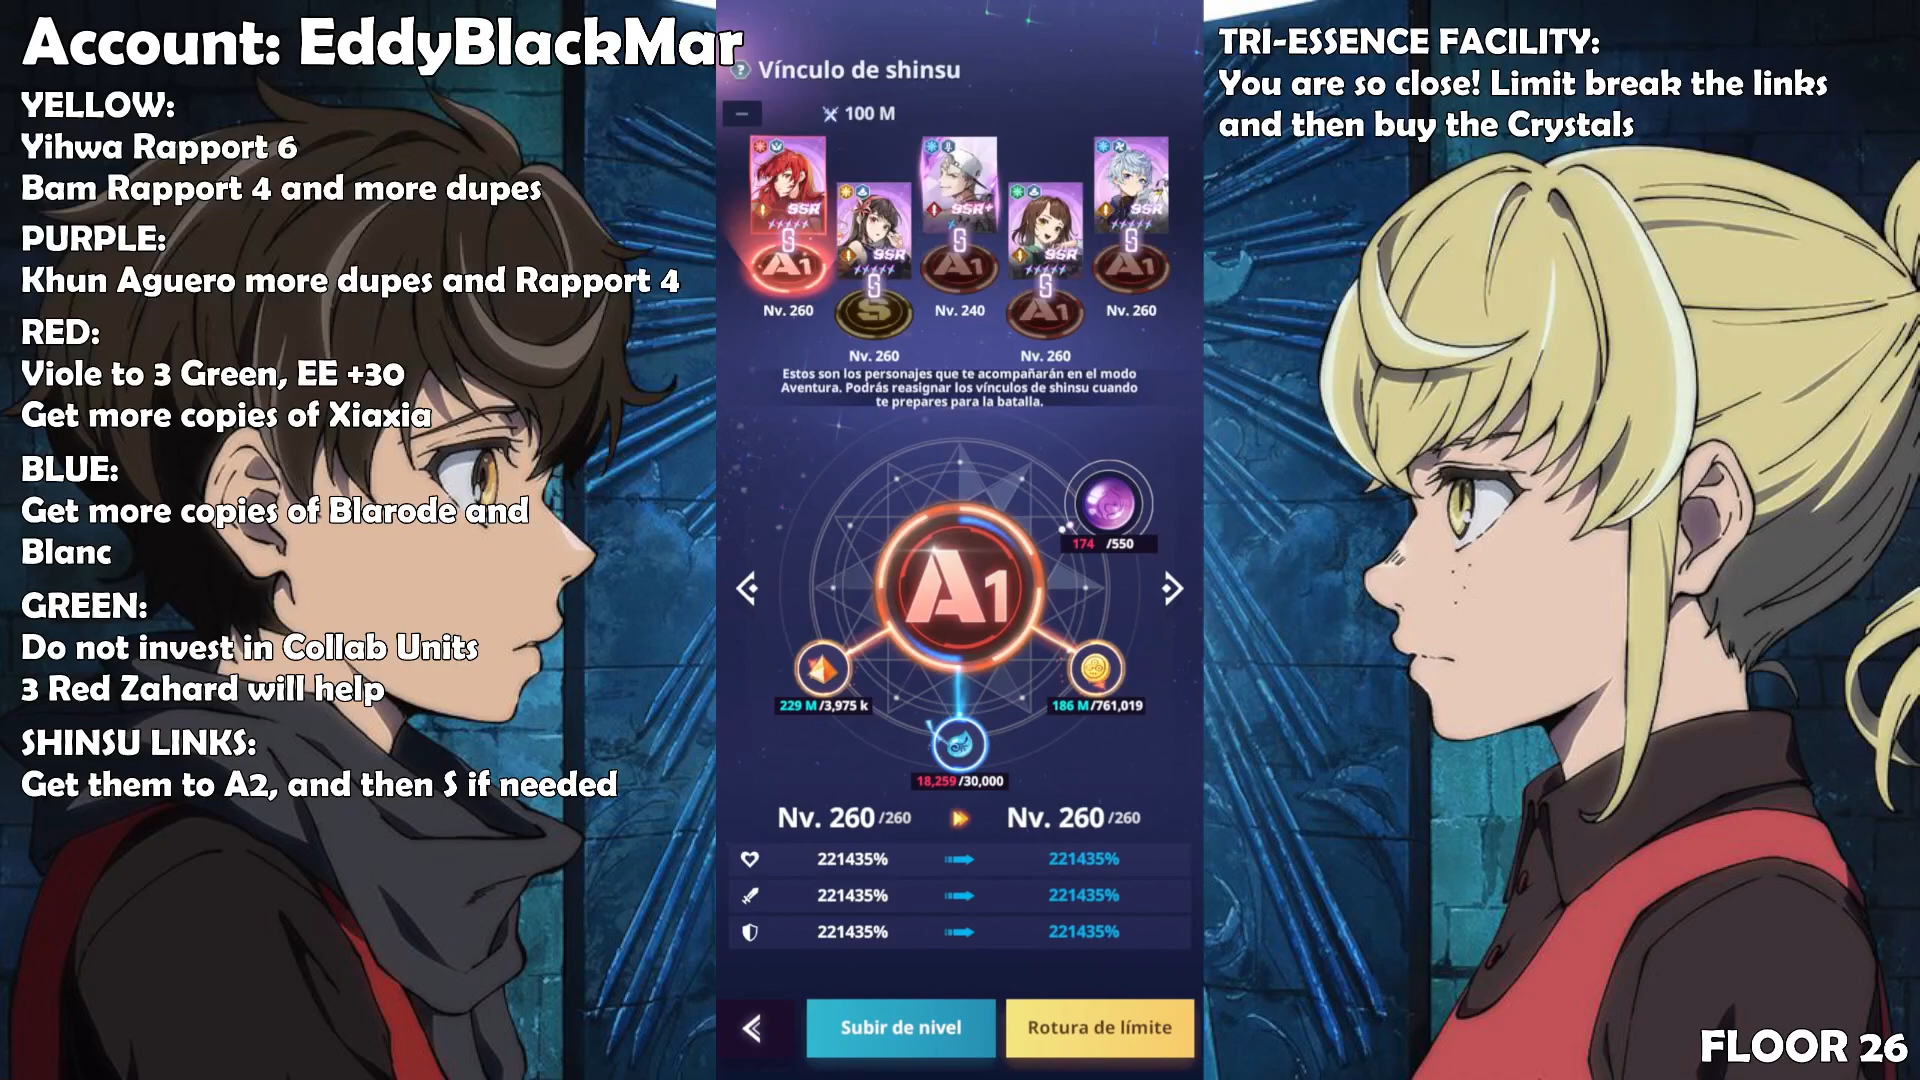 Account: EddyBlackMar
YELLOW:
Yihwa Rapport 6
Bam Rapport 4 and more dupes
PURPLE:
Khun Aguero more dupes and Rapport 4
RED:
Viole to 3 Green, EE +30
Get more copies of Xiaxia
BLUE:
Get more copies of Blarode and
Blanc
GREEN:
Do not invest in Collab Units
3 Red Zahard will help
SHINSU LINKS:
Get them to A2, and then S if needed
? Vínculo de shinsu
100 M
SSR SSR SSR+ SSR SSR
A1 S A1 A1 A1
Nv. 260 Nv. 240 Nv. 260
Nv. 260 Nv. 260
Estos son los personajes que te acompañarán en el modo
Aventura. Podrás reasignar los vínculos de shinsu cuando
te prepares para la batalla.
174 /550
A1
229 M/3,975 k 186 M/761,019
18,259/30,000
Nv. 260/260 Nv. 260/260
221435% 221435%
221435% 221435%
221435% 221435%
Subir de nivel Rotura de límite
TRI-ESSENCE FACILITY:
You are so close! Limit break the links
and then buy the Crystals
FLOOR 26